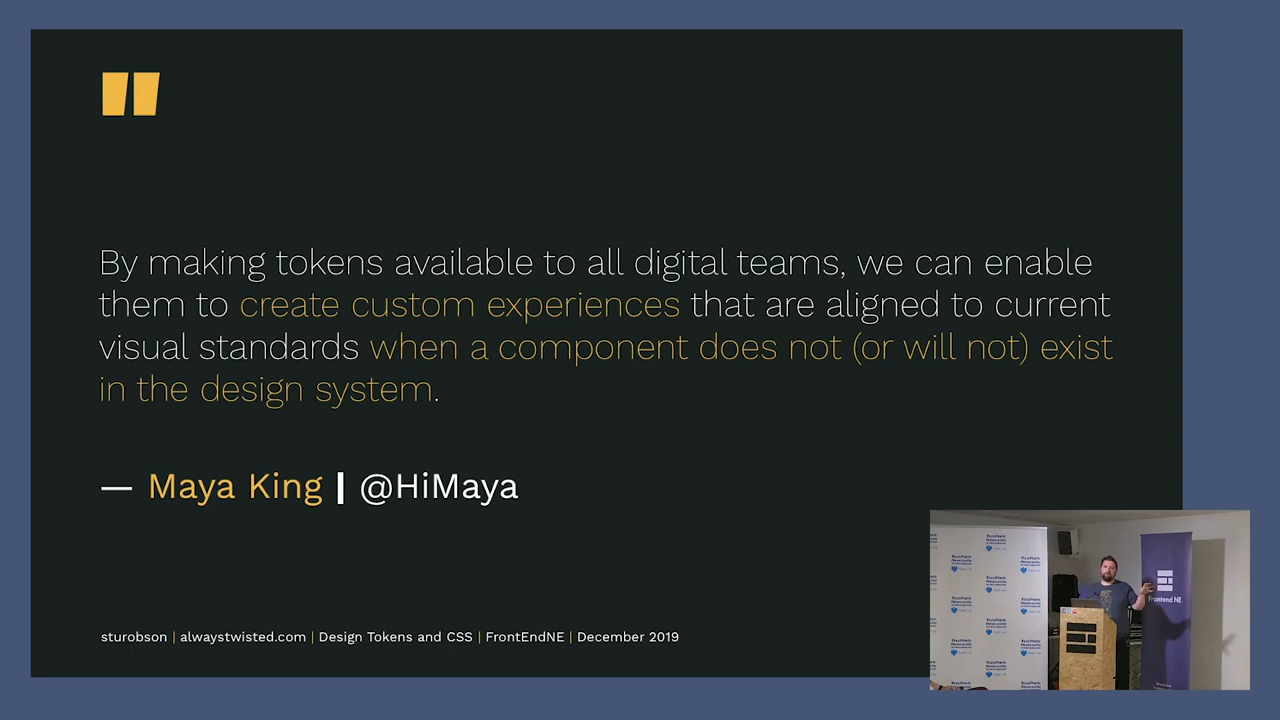 "
By making tokens available to all digital teams, we can enable
them to create custom experiences that are aligned to current
visual standards when a component does not (or will not) exist
in the design system.
— Maya King | @HiMaya
sturobson | alwaystwisted.com | Design Tokens and CSS | FrontEndNE | December 2019
Frontend NE